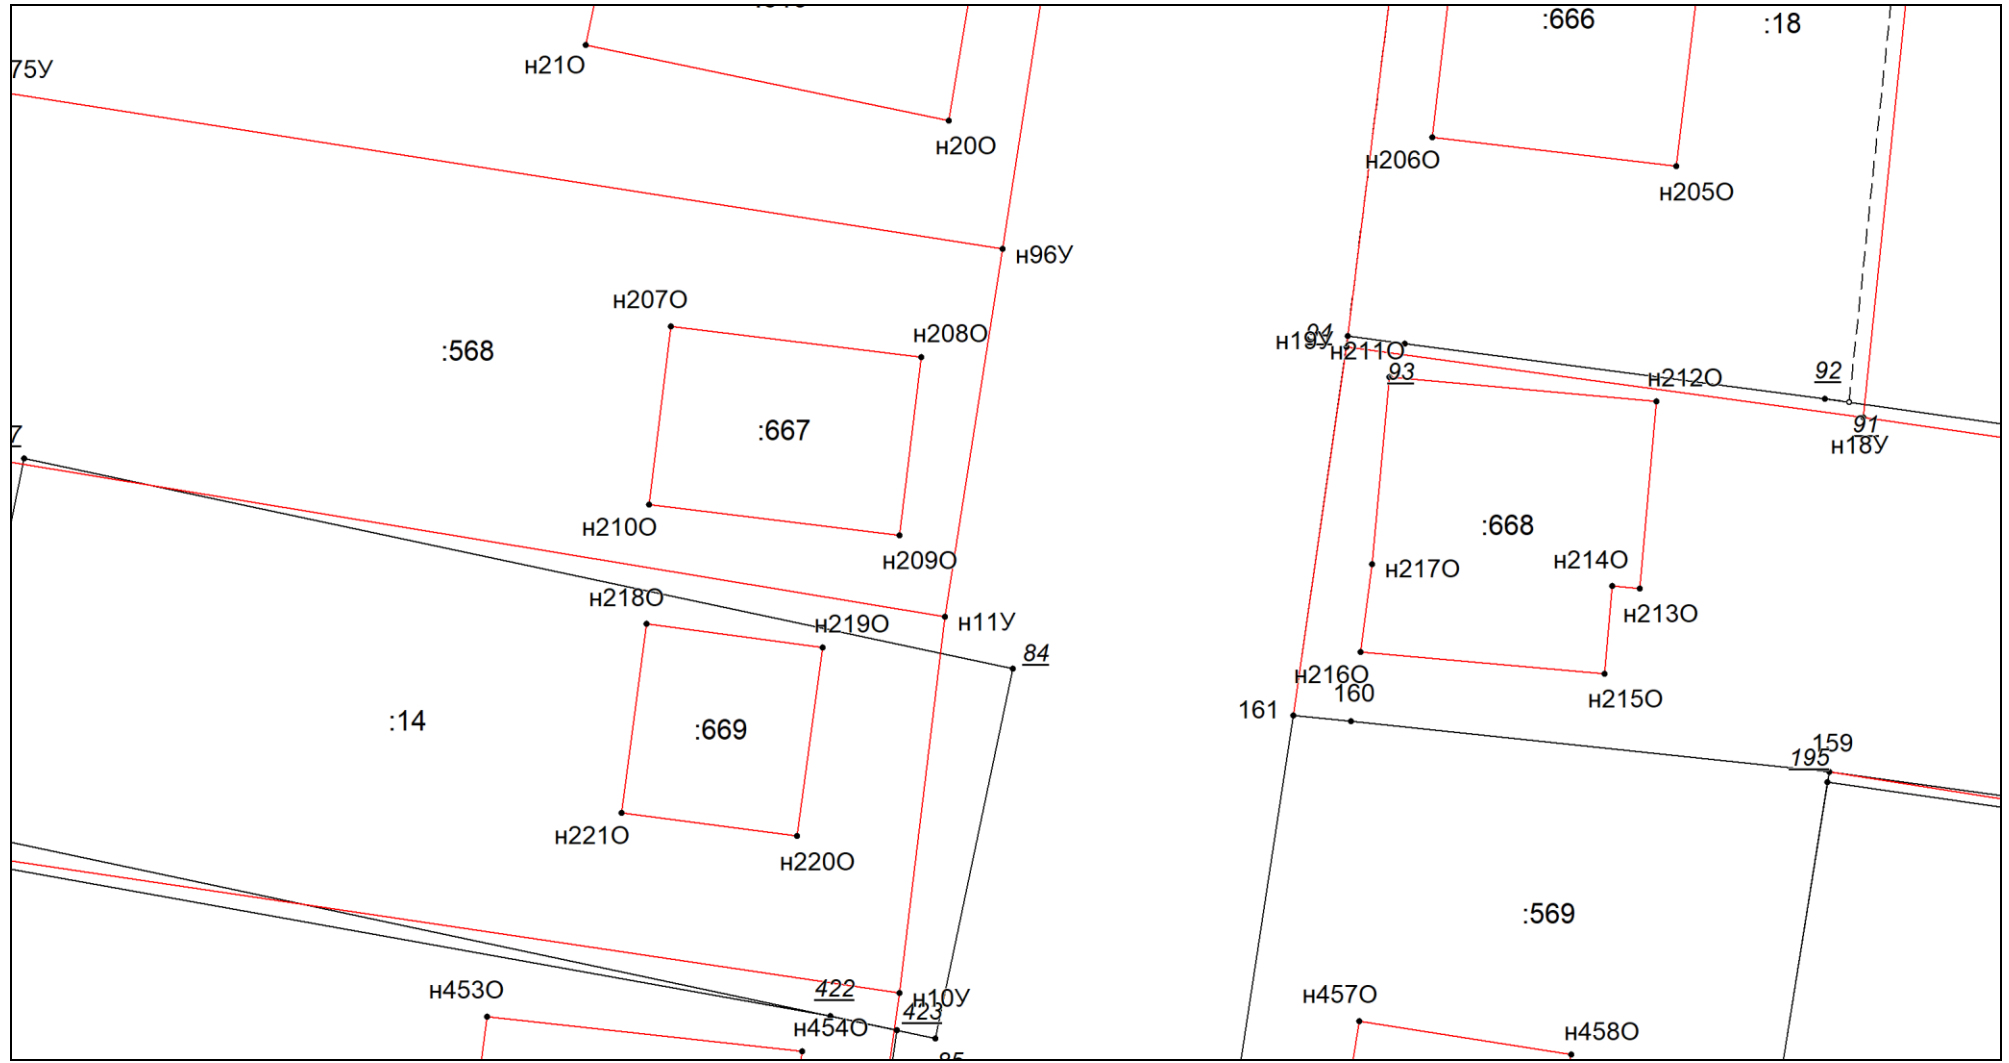 :666
:18
75У
н21О
н20О
н206О
н205О
н96У
н207О
н208О
:568
94
н19У
н211О
93
н212О
92
:667
91
н18У
7
н210О
н209О
:668
н214О
н217О
н213О
н218О
н219О
н11У
84
н216О
160
н215О
161
:14
:669
159
195
н221О
н220О
:569
422
н453О
н10У
423
н454О
н457О
н458О